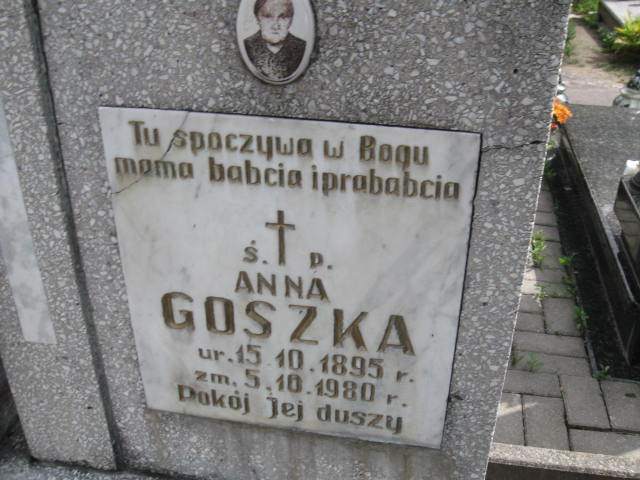 Tu spoczywa w Bogu
mama babcia i prababcia
ś. p.
ANNA
GOSZKA
ur. 15.10.1895 r.
zm. 5.10.1980 r.
Pokój jej duszy